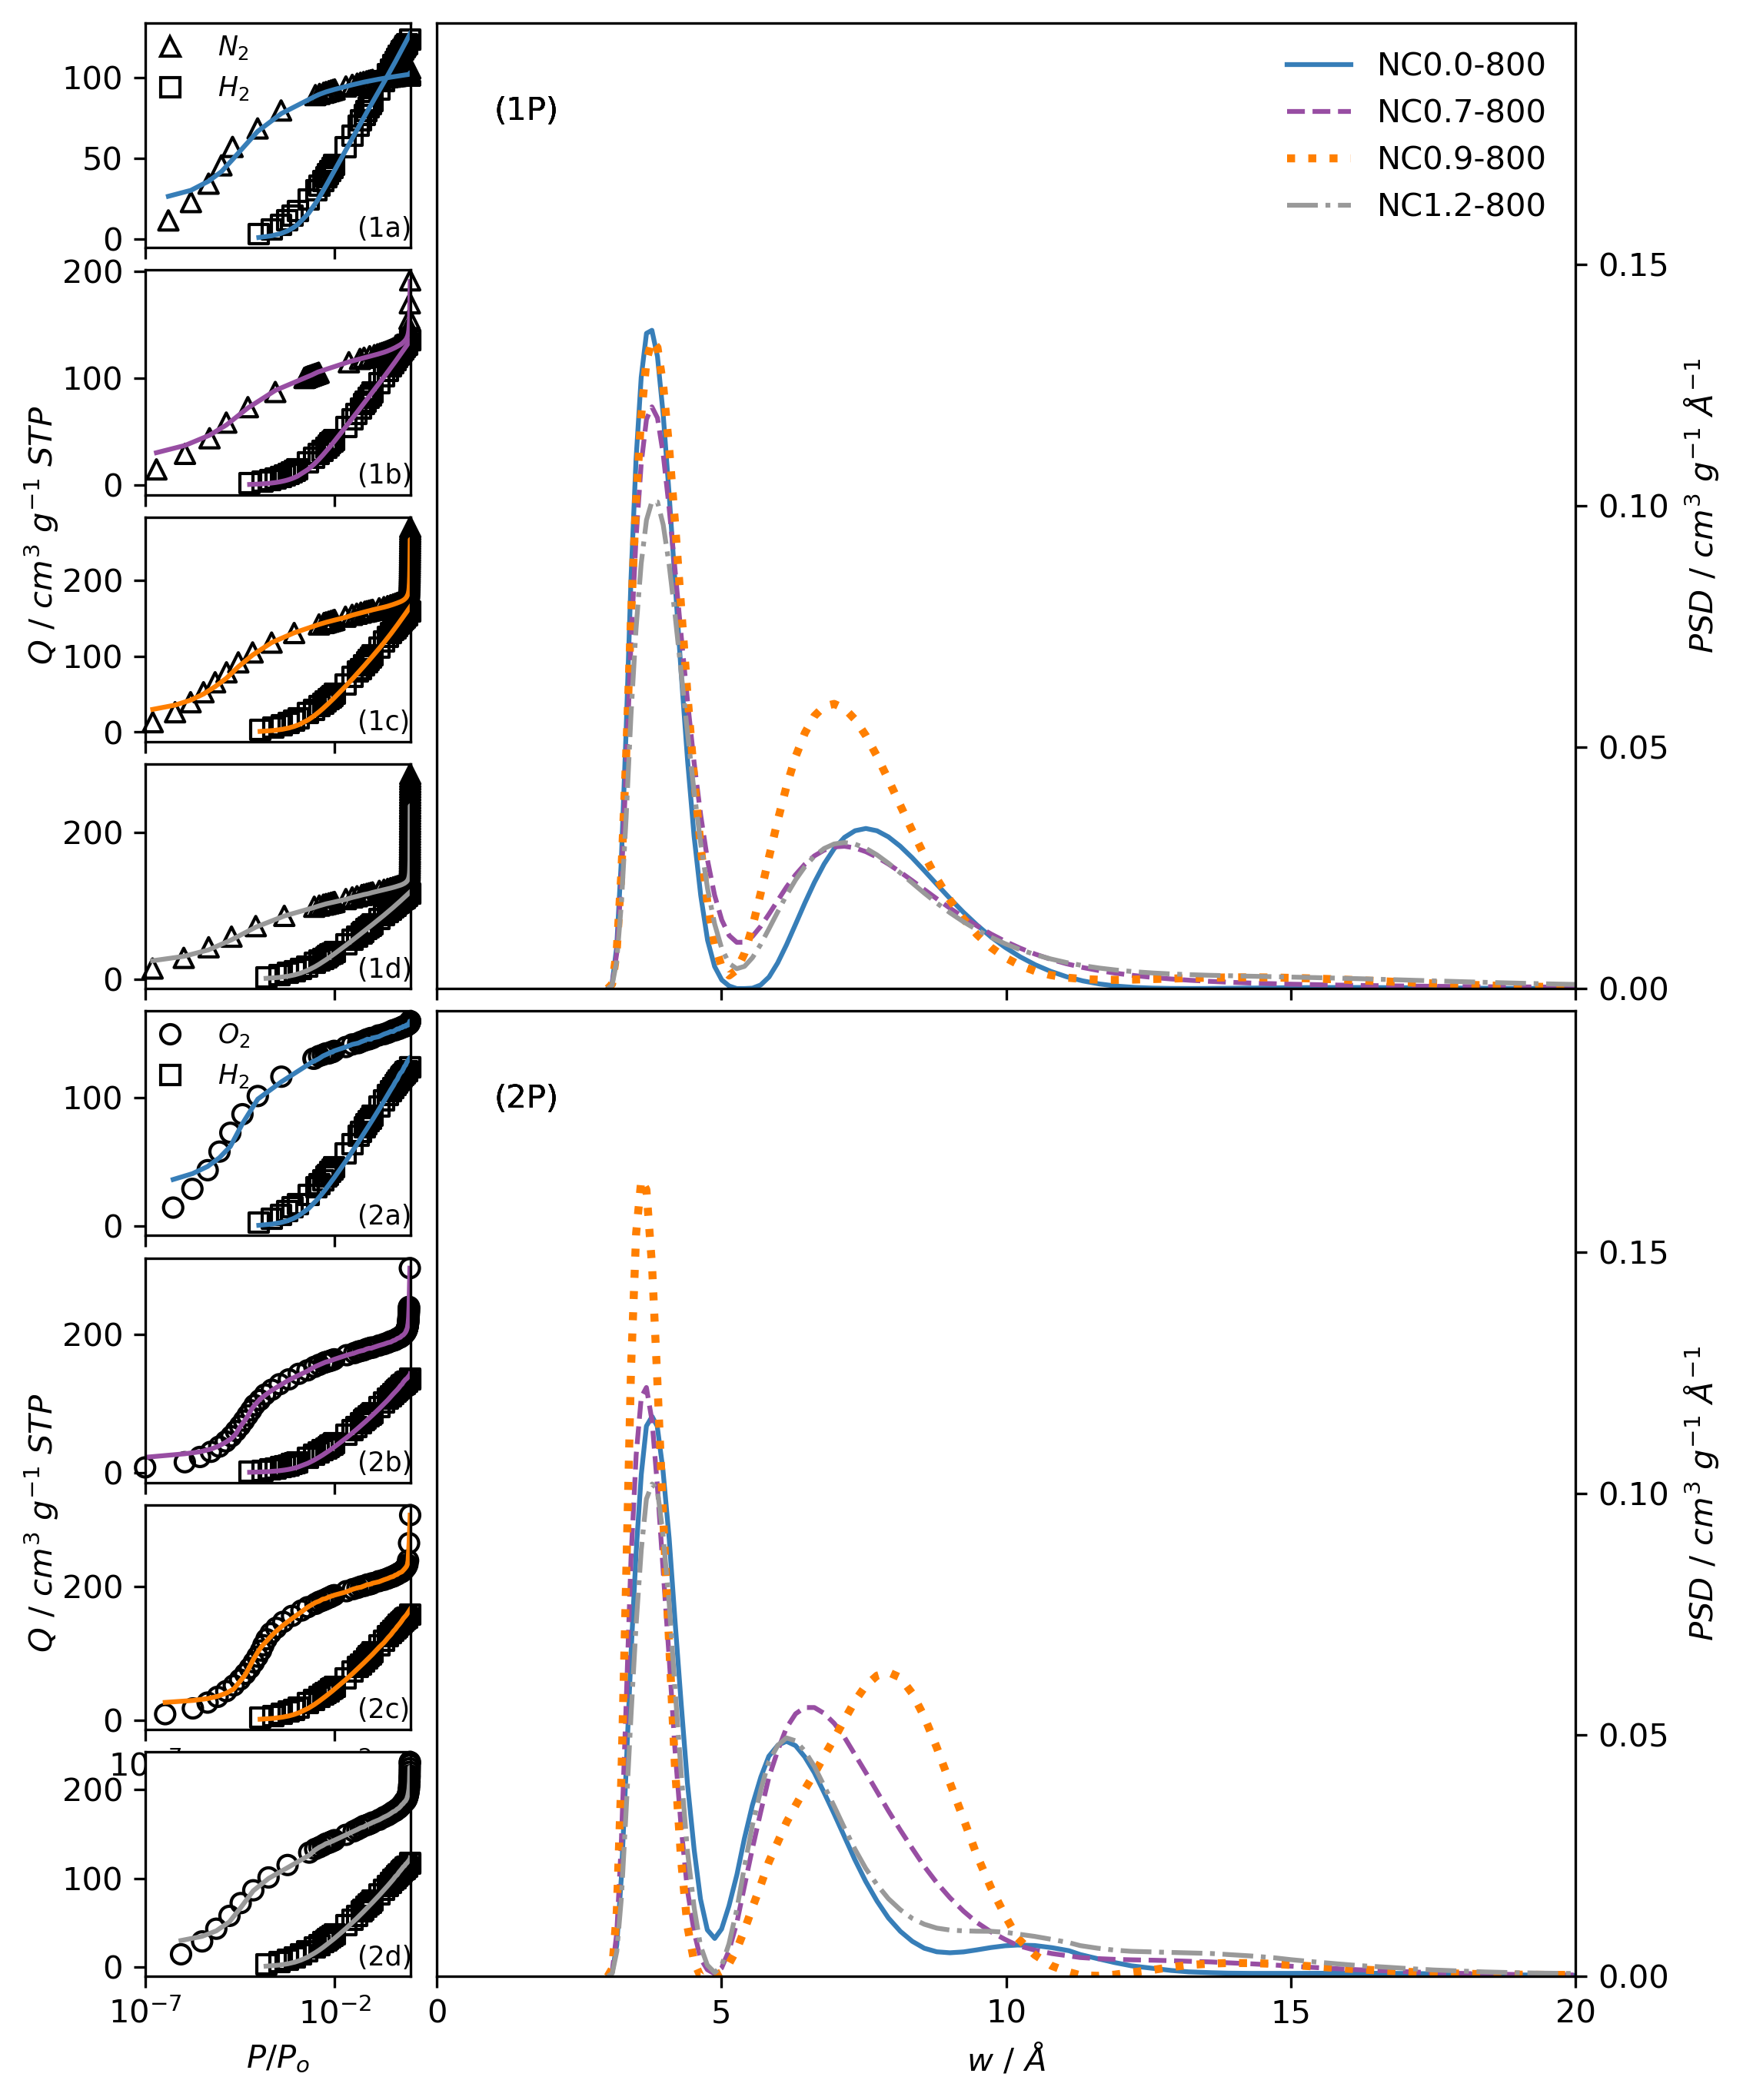 N₂
H₂
100
50
0
(1a)
200
100
0
(1b)
200
100
0
(1c)
200
0
(1d)
Q / cm³ g⁻¹ STP
(1P)
NC0.0-800
NC0.7-800
NC0.9-800
NC1.2-800
0.15
0.10
0.05
0.00
PSD / cm³ g⁻¹ Å⁻¹
O₂
H₂
100
0
(2a)
200
0
(2b)
200
0
(2c)
200
100
0
(2d)
10⁻⁷
10⁻²
P/Pₒ
Q / cm³ g⁻¹ STP
(2P)
0.15
0.10
0.05
0.00
PSD / cm³ g⁻¹ Å⁻¹
0
5
10
15
20
w / Å